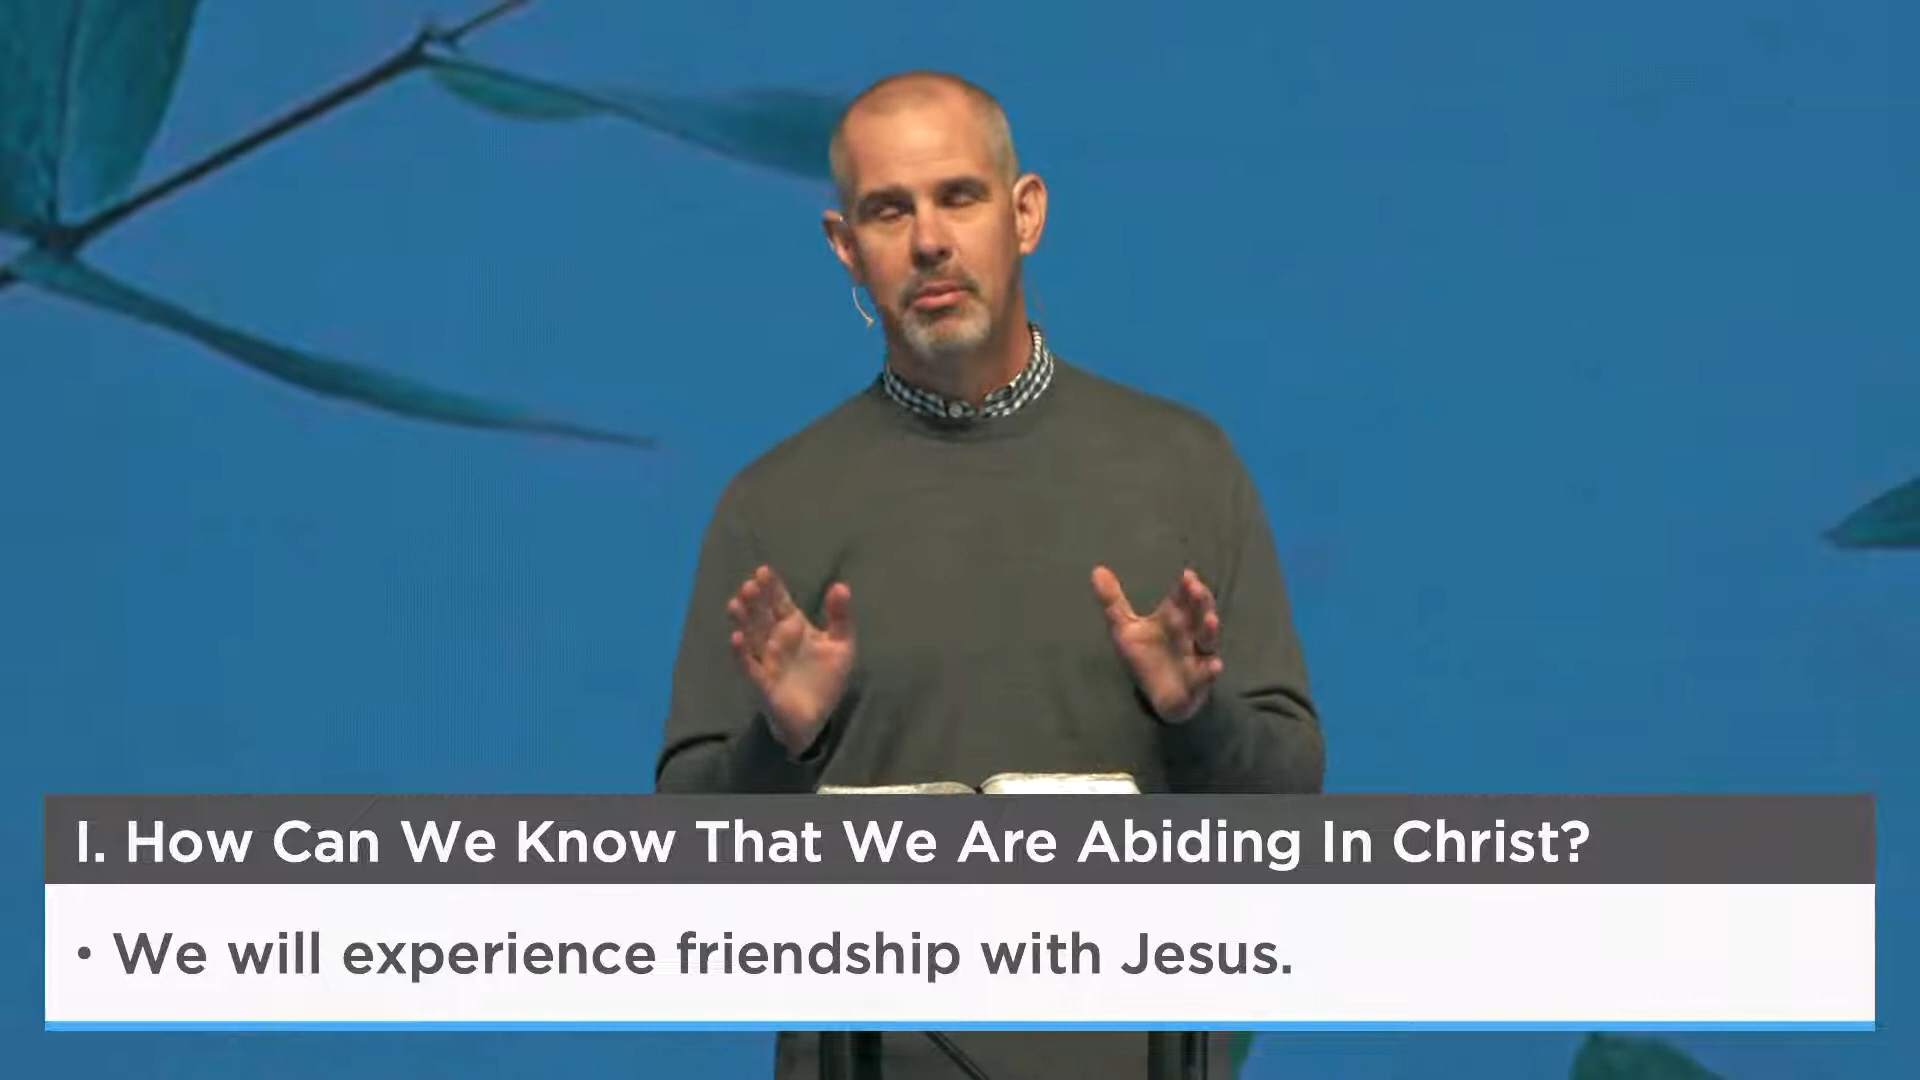 I. How Can We Know That We Are Abiding In Christ?
• We will experience friendship with Jesus.